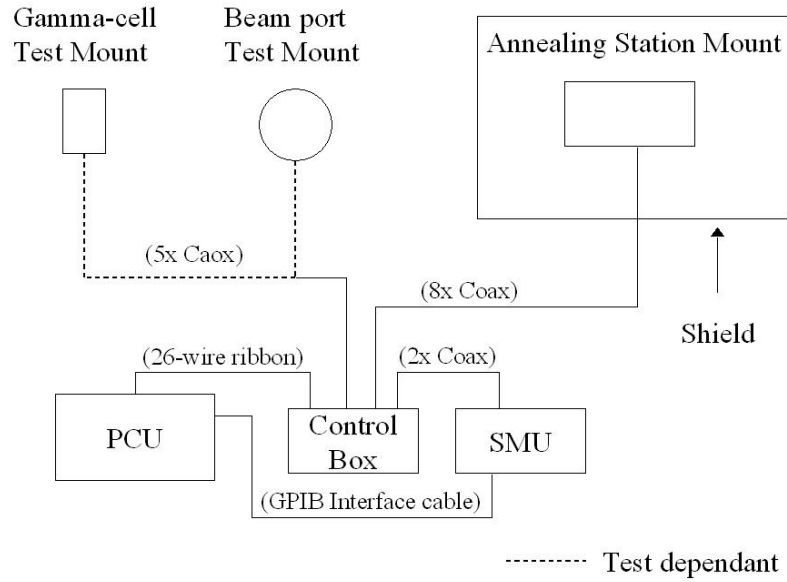 Gamma-cell
Test Mount
Beam port
Test Mount
Annealing Station Mount
(5x Caox)
(8x Coax)
Shield
(26-wire ribbon)
(2x Coax)
PCU
Control
Box
SMU
(GPIB Interface cable)
Test dependant